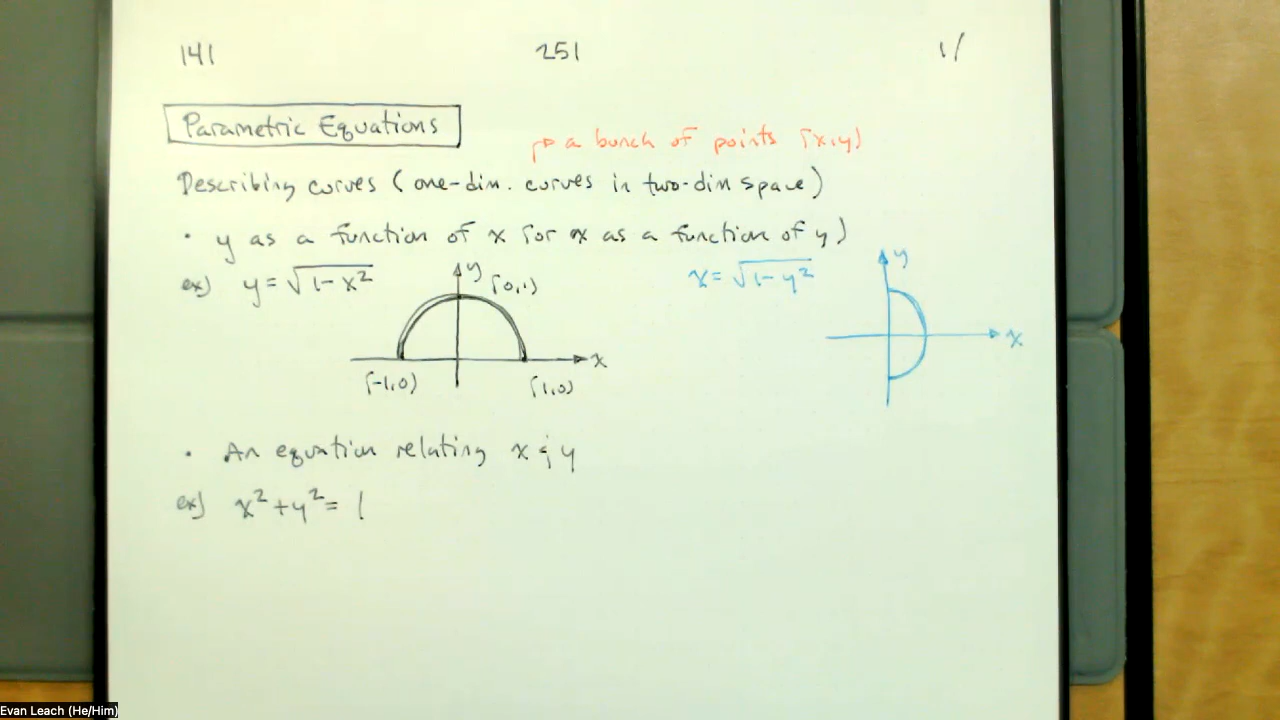 141 251 1/
Parametric Equations
→ a bunch of points (x,y)
Describing curves (one-dim. curves in two-dim space)
• y as a function of x (or x as a function of y)
ex) y = √(1-x²)
y
(0,1)
x
(-1,0)
(1,0)
x = √(1-y²)
y
x
• An equation relating x & y
ex) x² + y² = 1
Evan Leach (He/Him)